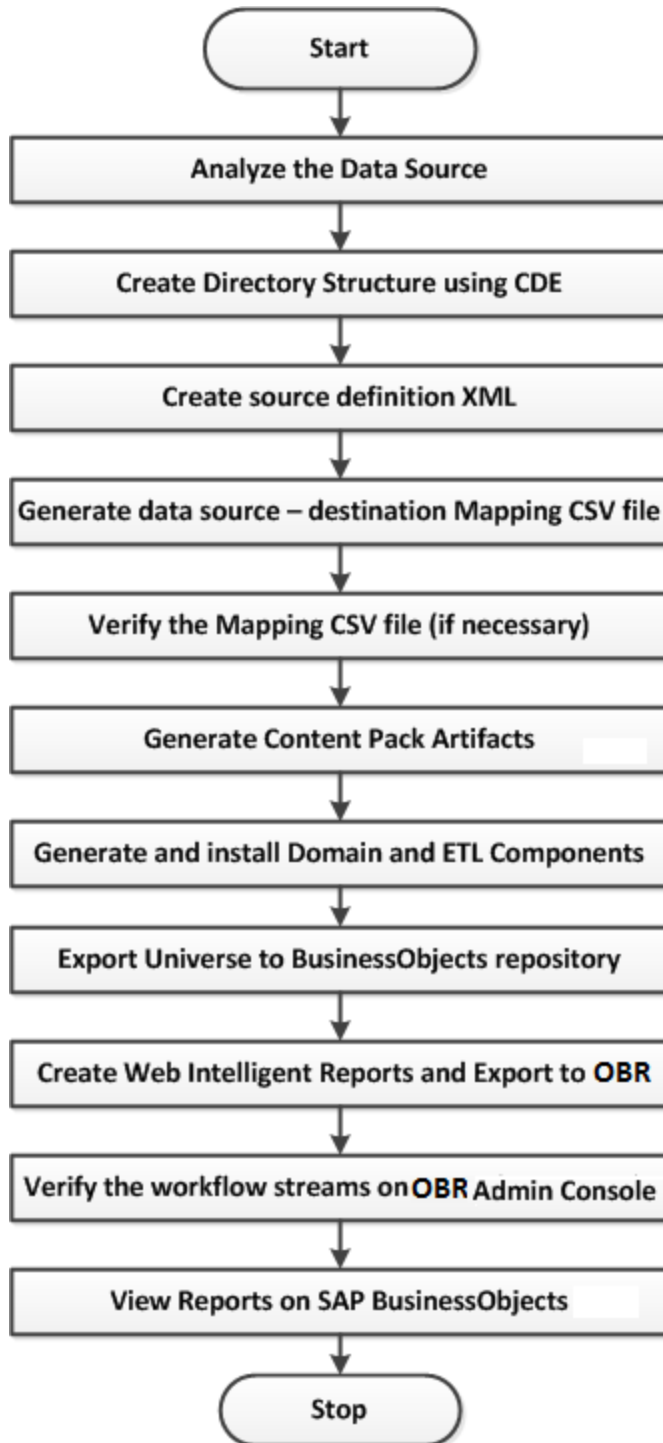 Start
Analyze the Data Source
Create Directory Structure using CDE
Create source definition XML
Generate data source – destination Mapping CSV file
Verify the Mapping CSV file (if necessary)
Generate Content Pack Artifacts
Generate and install Domain and ETL Components
Export Universe to BusinessObjects repository
Create Web Intelligent Reports and Export to OBR
Verify the workflow streams on OBR Admin Console
View Reports on SAP BusinessObjects
Stop